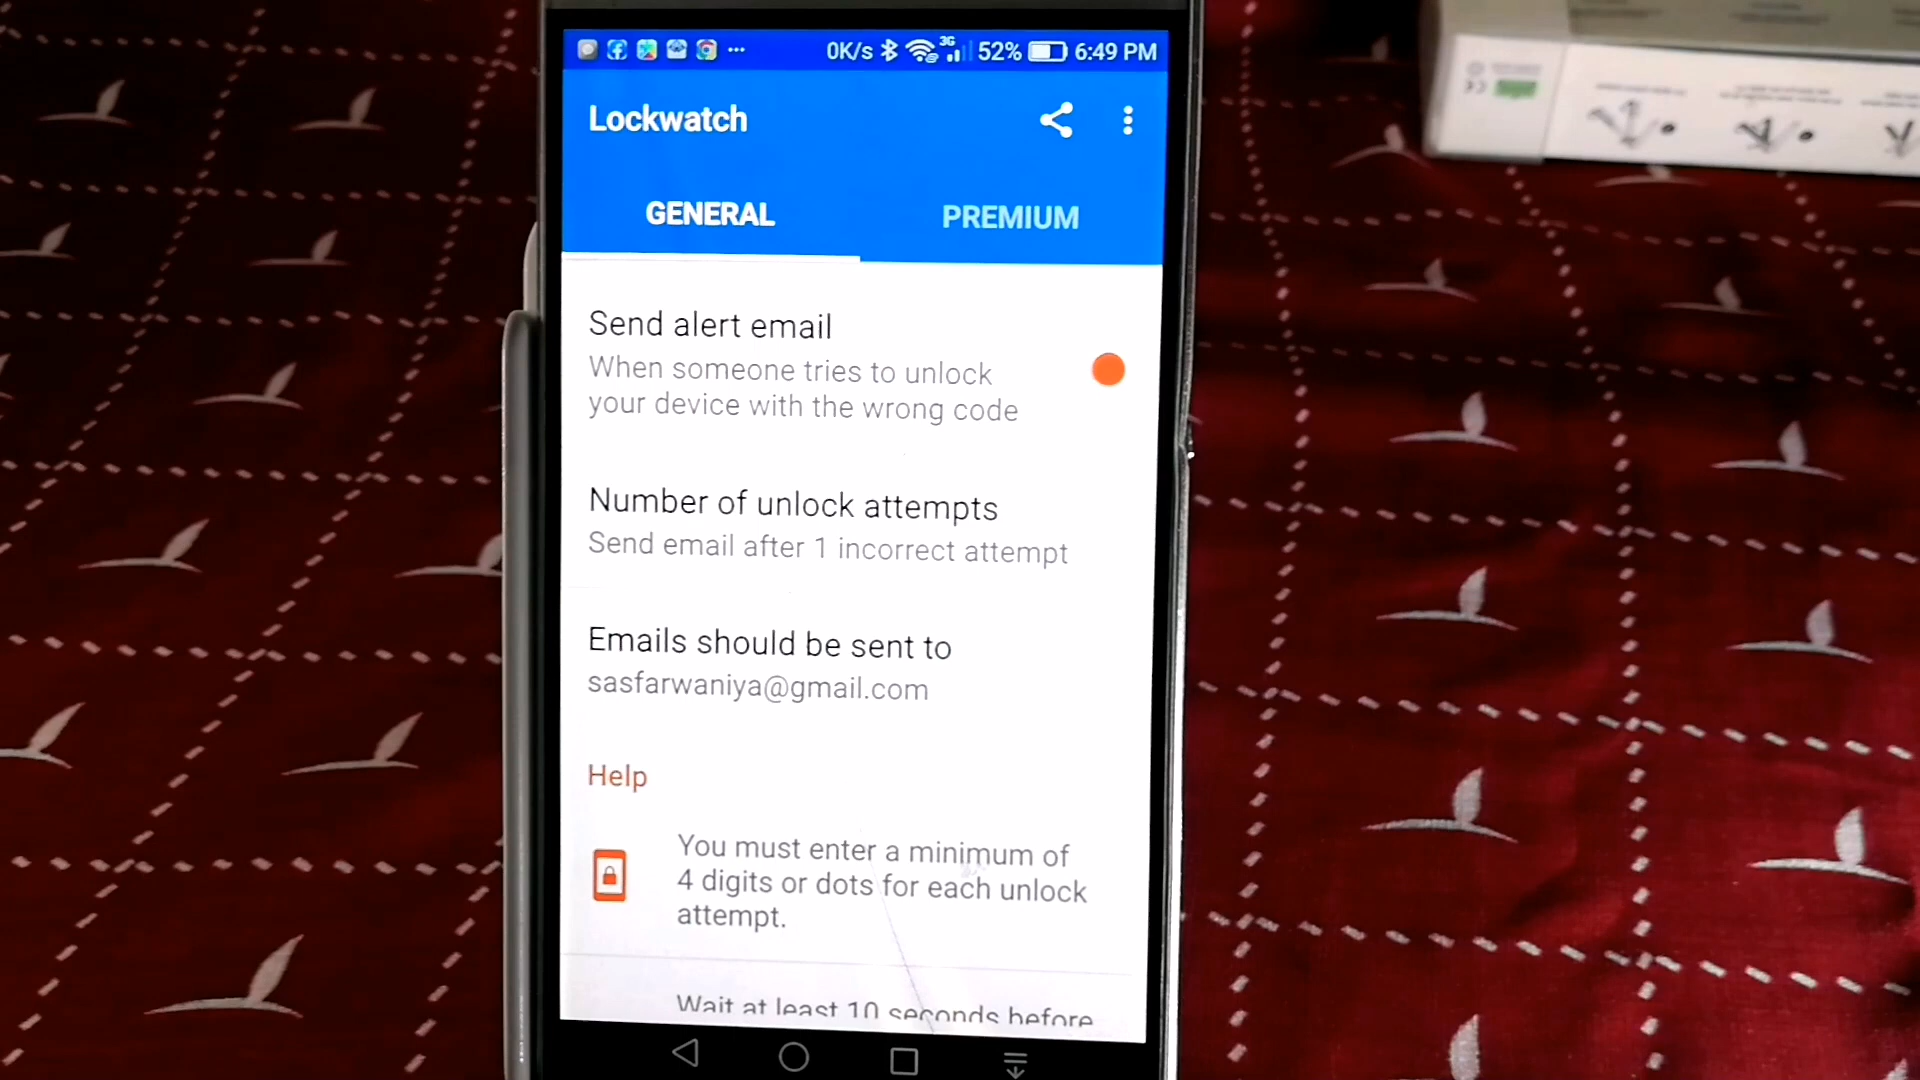 0K/s 3G 52% 6:49 PM
Lockwatch
GENERAL
PREMIUM
Send alert email
When someone tries to unlock
your device with the wrong code
Number of unlock attempts
Send email after 1 incorrect attempt
Emails should be sent to
sasfarwaniya@gmail.com
Help
You must enter a minimum of
4 digits or dots for each unlock
attempt.
Wait at least 10 seconds before